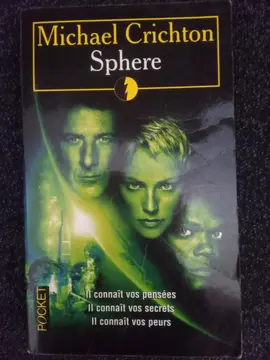 Michael Crichton
Sphere
Il connaît vos pensées
Il connaît vos secrets
Il connaît vos peurs
POCKET